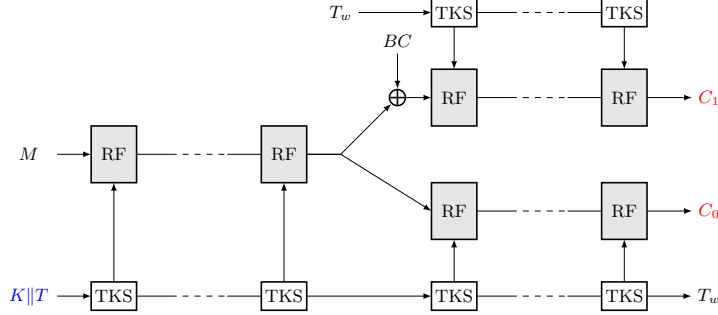 T_w TKS TKS
BC
RF RF C_1
M RF RF
RF RF C_0
K∥T TKS TKS TKS TKS T_w